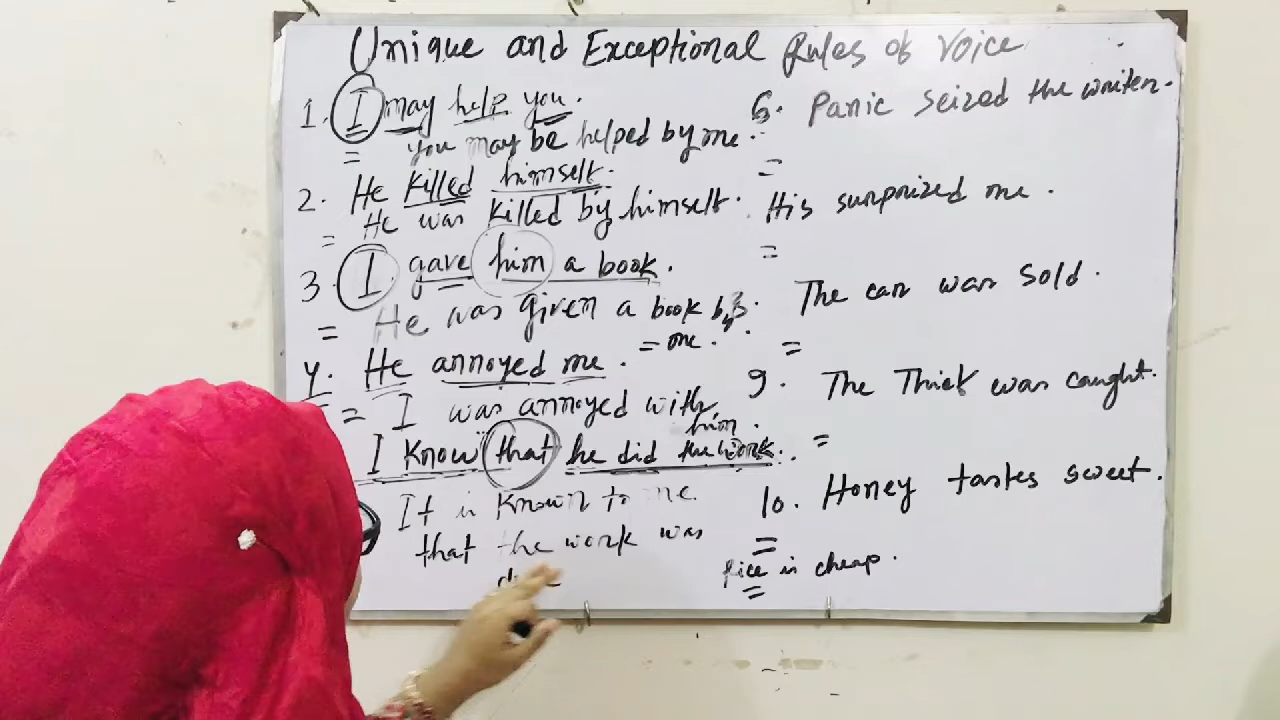 Unique and Exceptional Rules of Voice
1. I may help you.
= you may be helped by me.
2. He killed himself.
= He was killed by himself.
3. I gave him a book.
= He was given a book by
= me.
4. He annoyed me.
= I was annoyed with
him.
I know that he did the work.
It is known to me
that the work was
6. Panic seized the writer.
=
His surprized me.
=
The car was sold.
=
9. The Thief was caught.
=
10. Honey tastes sweet.
=
Rice is cheap.
=